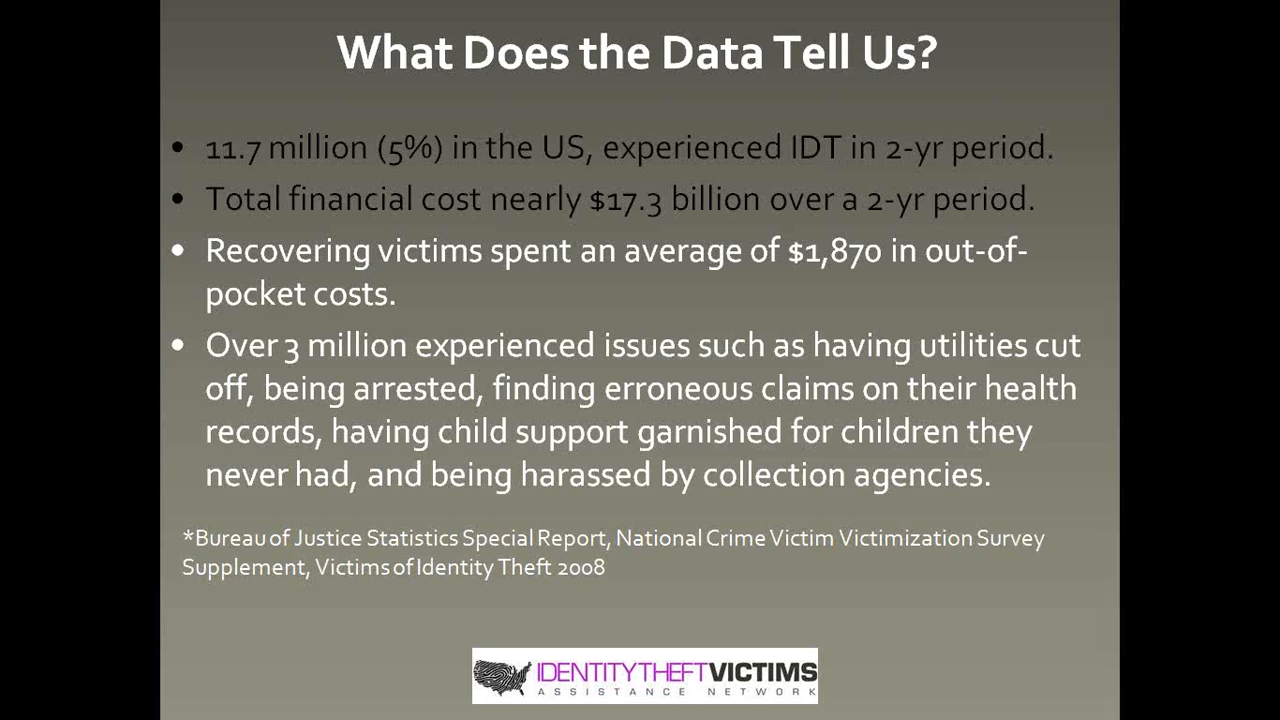 What Does the Data Tell Us?
• 11.7 million (5%) in the US, experienced IDT in 2-yr period.
• Total financial cost nearly $17.3 billion over a 2-yr period.
• Recovering victims spent an average of $1,870 in out-of-
pocket costs.
• Over 3 million experienced issues such as having utilities cut
off, being arrested, finding erroneous claims on their health
records, having child support garnished for children they
never had, and being harassed by collection agencies.
*Bureau of Justice Statistics Special Report, National Crime Victim Victimization Survey
Supplement, Victims of Identity Theft 2008
IDENTITYTHEFTVICTIMS
ASSISTANCE NETWORK